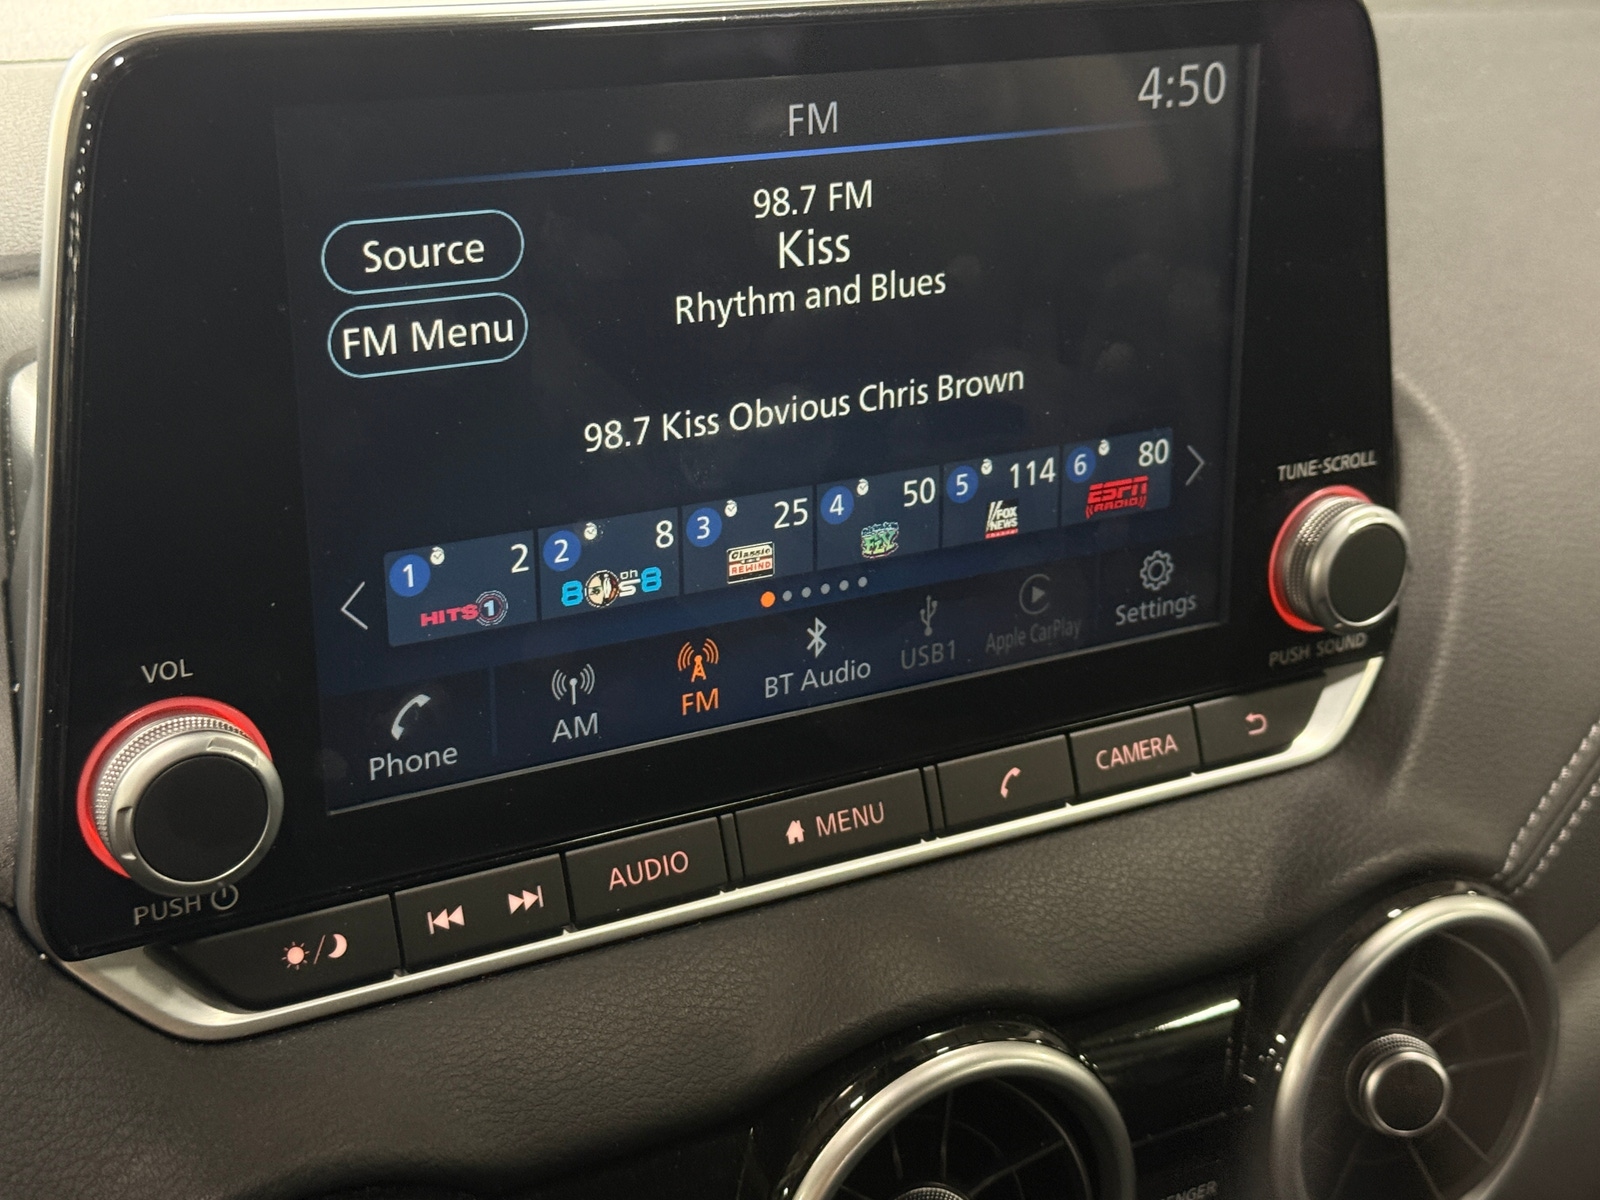 FM
4:50
98.7 FM
Kiss
Rhythm and Blues
Source
FM Menu
98.7 Kiss Obvious Chris Brown
1 2
HITS 1
2 8
80s on 8
3 25
Classic
REWIND
4 50
5 114
FOX
NEWS
6 80
ESPN
RADIO
Phone
AM
FM
BT Audio
USB1
Apple CarPlay
Settings
VOL
PUSH
TUNE·SCROLL
PUSH SOUND
AUDIO
MENU
CAMERA